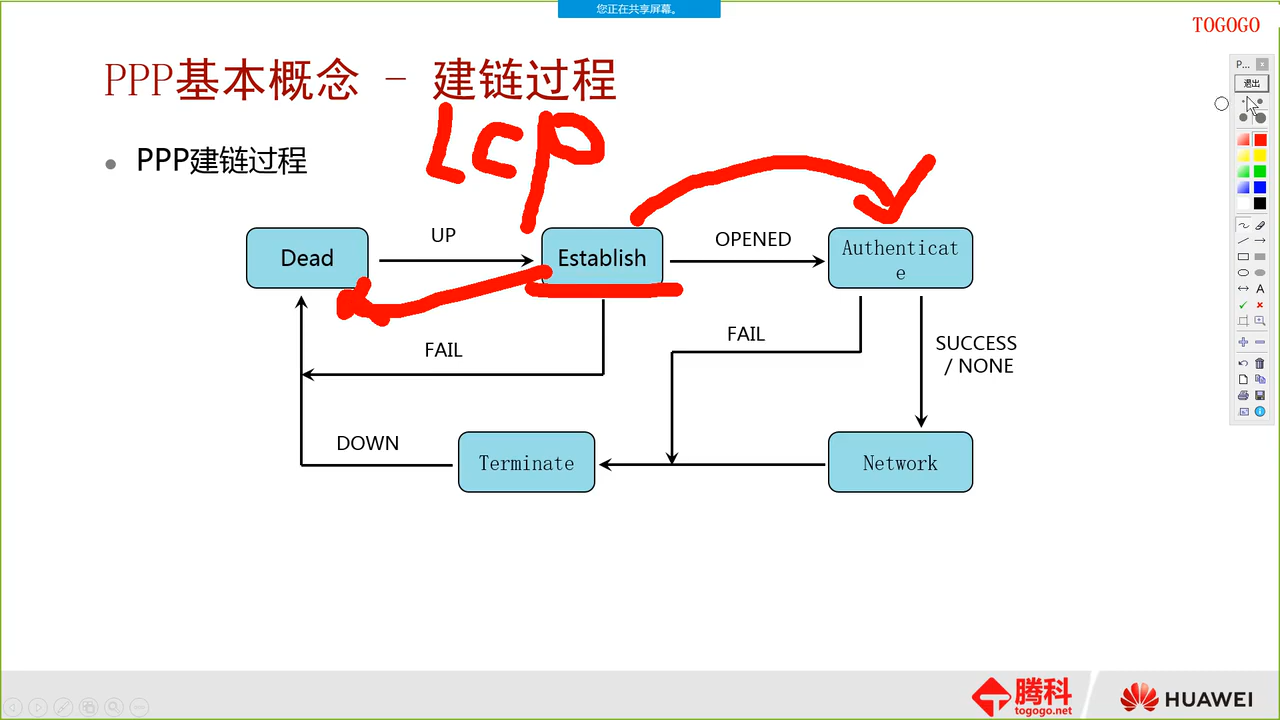 您正在共享屏幕。
TOGOGO
PPP基本概念 - 建链过程
P...
退出
LCP
• PPP建链过程
UP
OPENED
Dead
Establish
Authenticat
e
FAIL
FAIL
SUCCESS
/ NONE
DOWN
Terminate
Network
A
腾科
togogo.net
HUAWEI